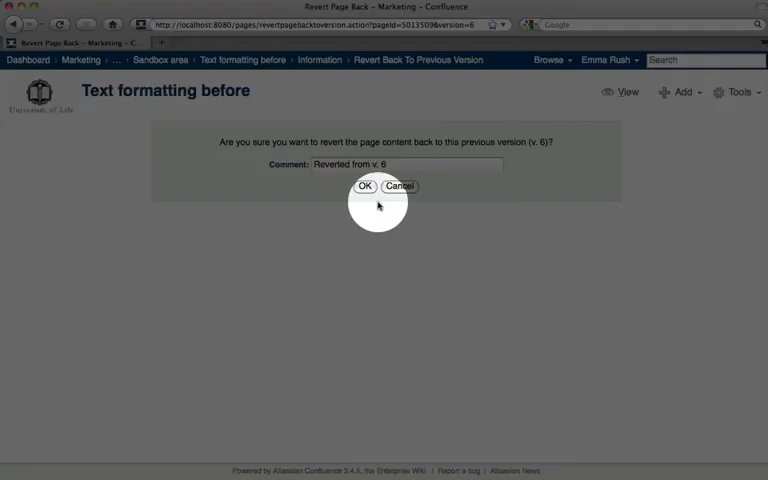 Revert Page Back – Marketing – Confluence
http://localhost:8080/pages/revertpagebacktoversion.action?pageId=5013509&version=6
Google
Revert Page Back – Marketing – C...
Dashboard › Marketing › ... › Sandbox area › Text formatting before › Information › Revert Back To Previous Version
Browse Emma Rush Search
University of Life
Text formatting before
View Add Tools
Are you sure you want to revert the page content back to this previous version (v. 6)?
Comment: Reverted from v. 6
OK Cancel
Powered by Atlassian Confluence 3.4.5, the Enterprise Wiki | Report a bug | Atlassian News